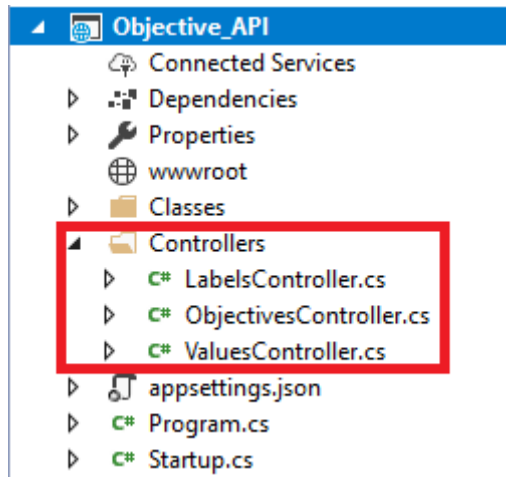 Objective_API
Connected Services
Dependencies
Properties
wwwroot
Classes
Controllers
C# LabelsController.cs
C# ObjectivesController.cs
C# ValuesController.cs
appsettings.json
C# Program.cs
C# Startup.cs